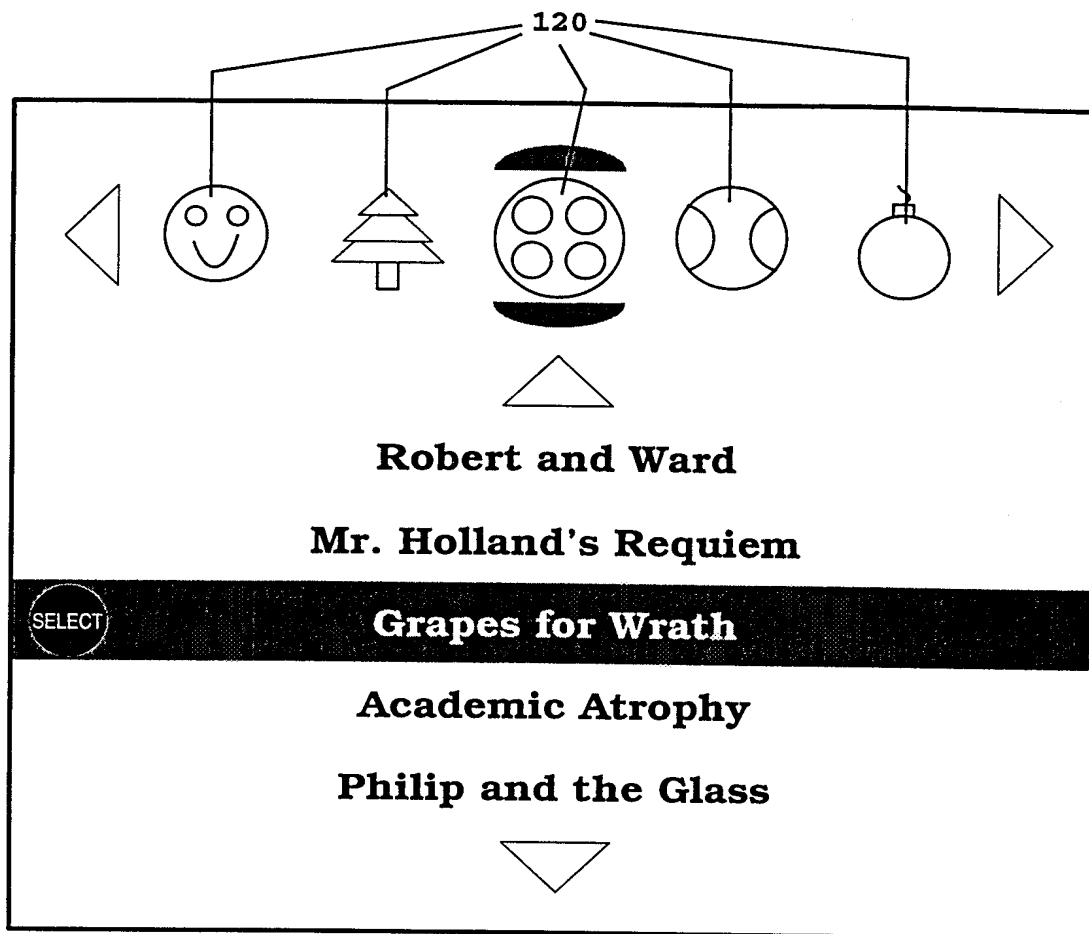 120
Robert and Ward
Mr. Holland's Requiem
SELECT Grapes for Wrath
Academic Atrophy
Philip and the Glass